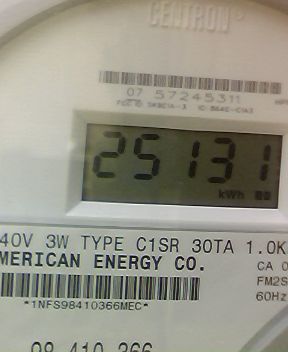 CENTRON®
07 57245311
25131
kWh
40V 3W TYPE C1SR 30TA 1.0K
MERICAN ENERGY CO.
CA 0
FM2S
60Hz
*1NFS98410366MEC*
98 410 366